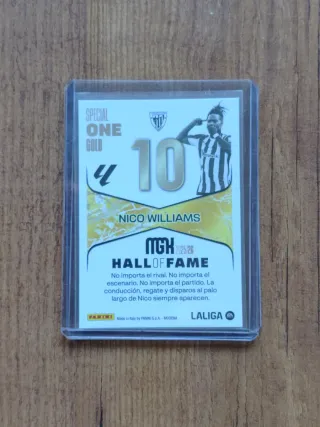 SPECIAL
ONE
GOLD
10
NICO WILLIAMS
MGK
HALL OF FAME
No importa el rival. No importa el
escenario. No importa el partido. La
conducción, regate y disparos al palo
largo de Nico siempre aparecen.
PANINI
LALIGA